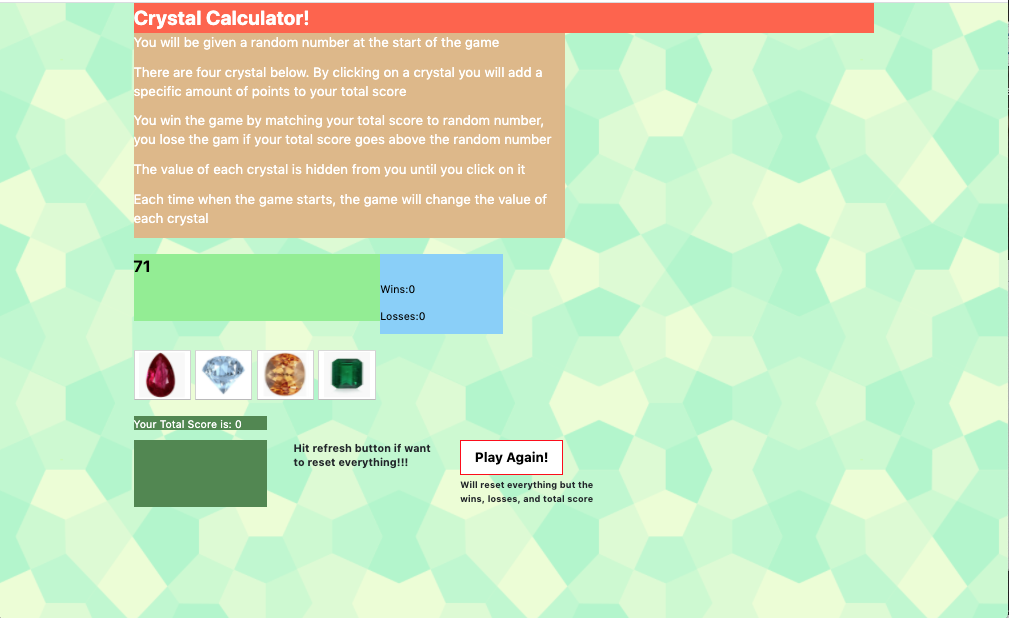 Crystal Calculator!
You will be given a random number at the start of the game
There are four crystal below. By clicking on a crystal you will add a
specific amount of points to your total score
You win the game by matching your total score to random number,
you lose the gam if your total score goes above the random number
The value of each crystal is hidden from you until you click on it
Each time when the game starts, the game will change the value of
each crystal
71
Wins:0
Losses:0
Your Total Score is: 0
Hit refresh button if want
to reset everything!!!
Play Again!
Will reset everything but the
wins, losses, and total score